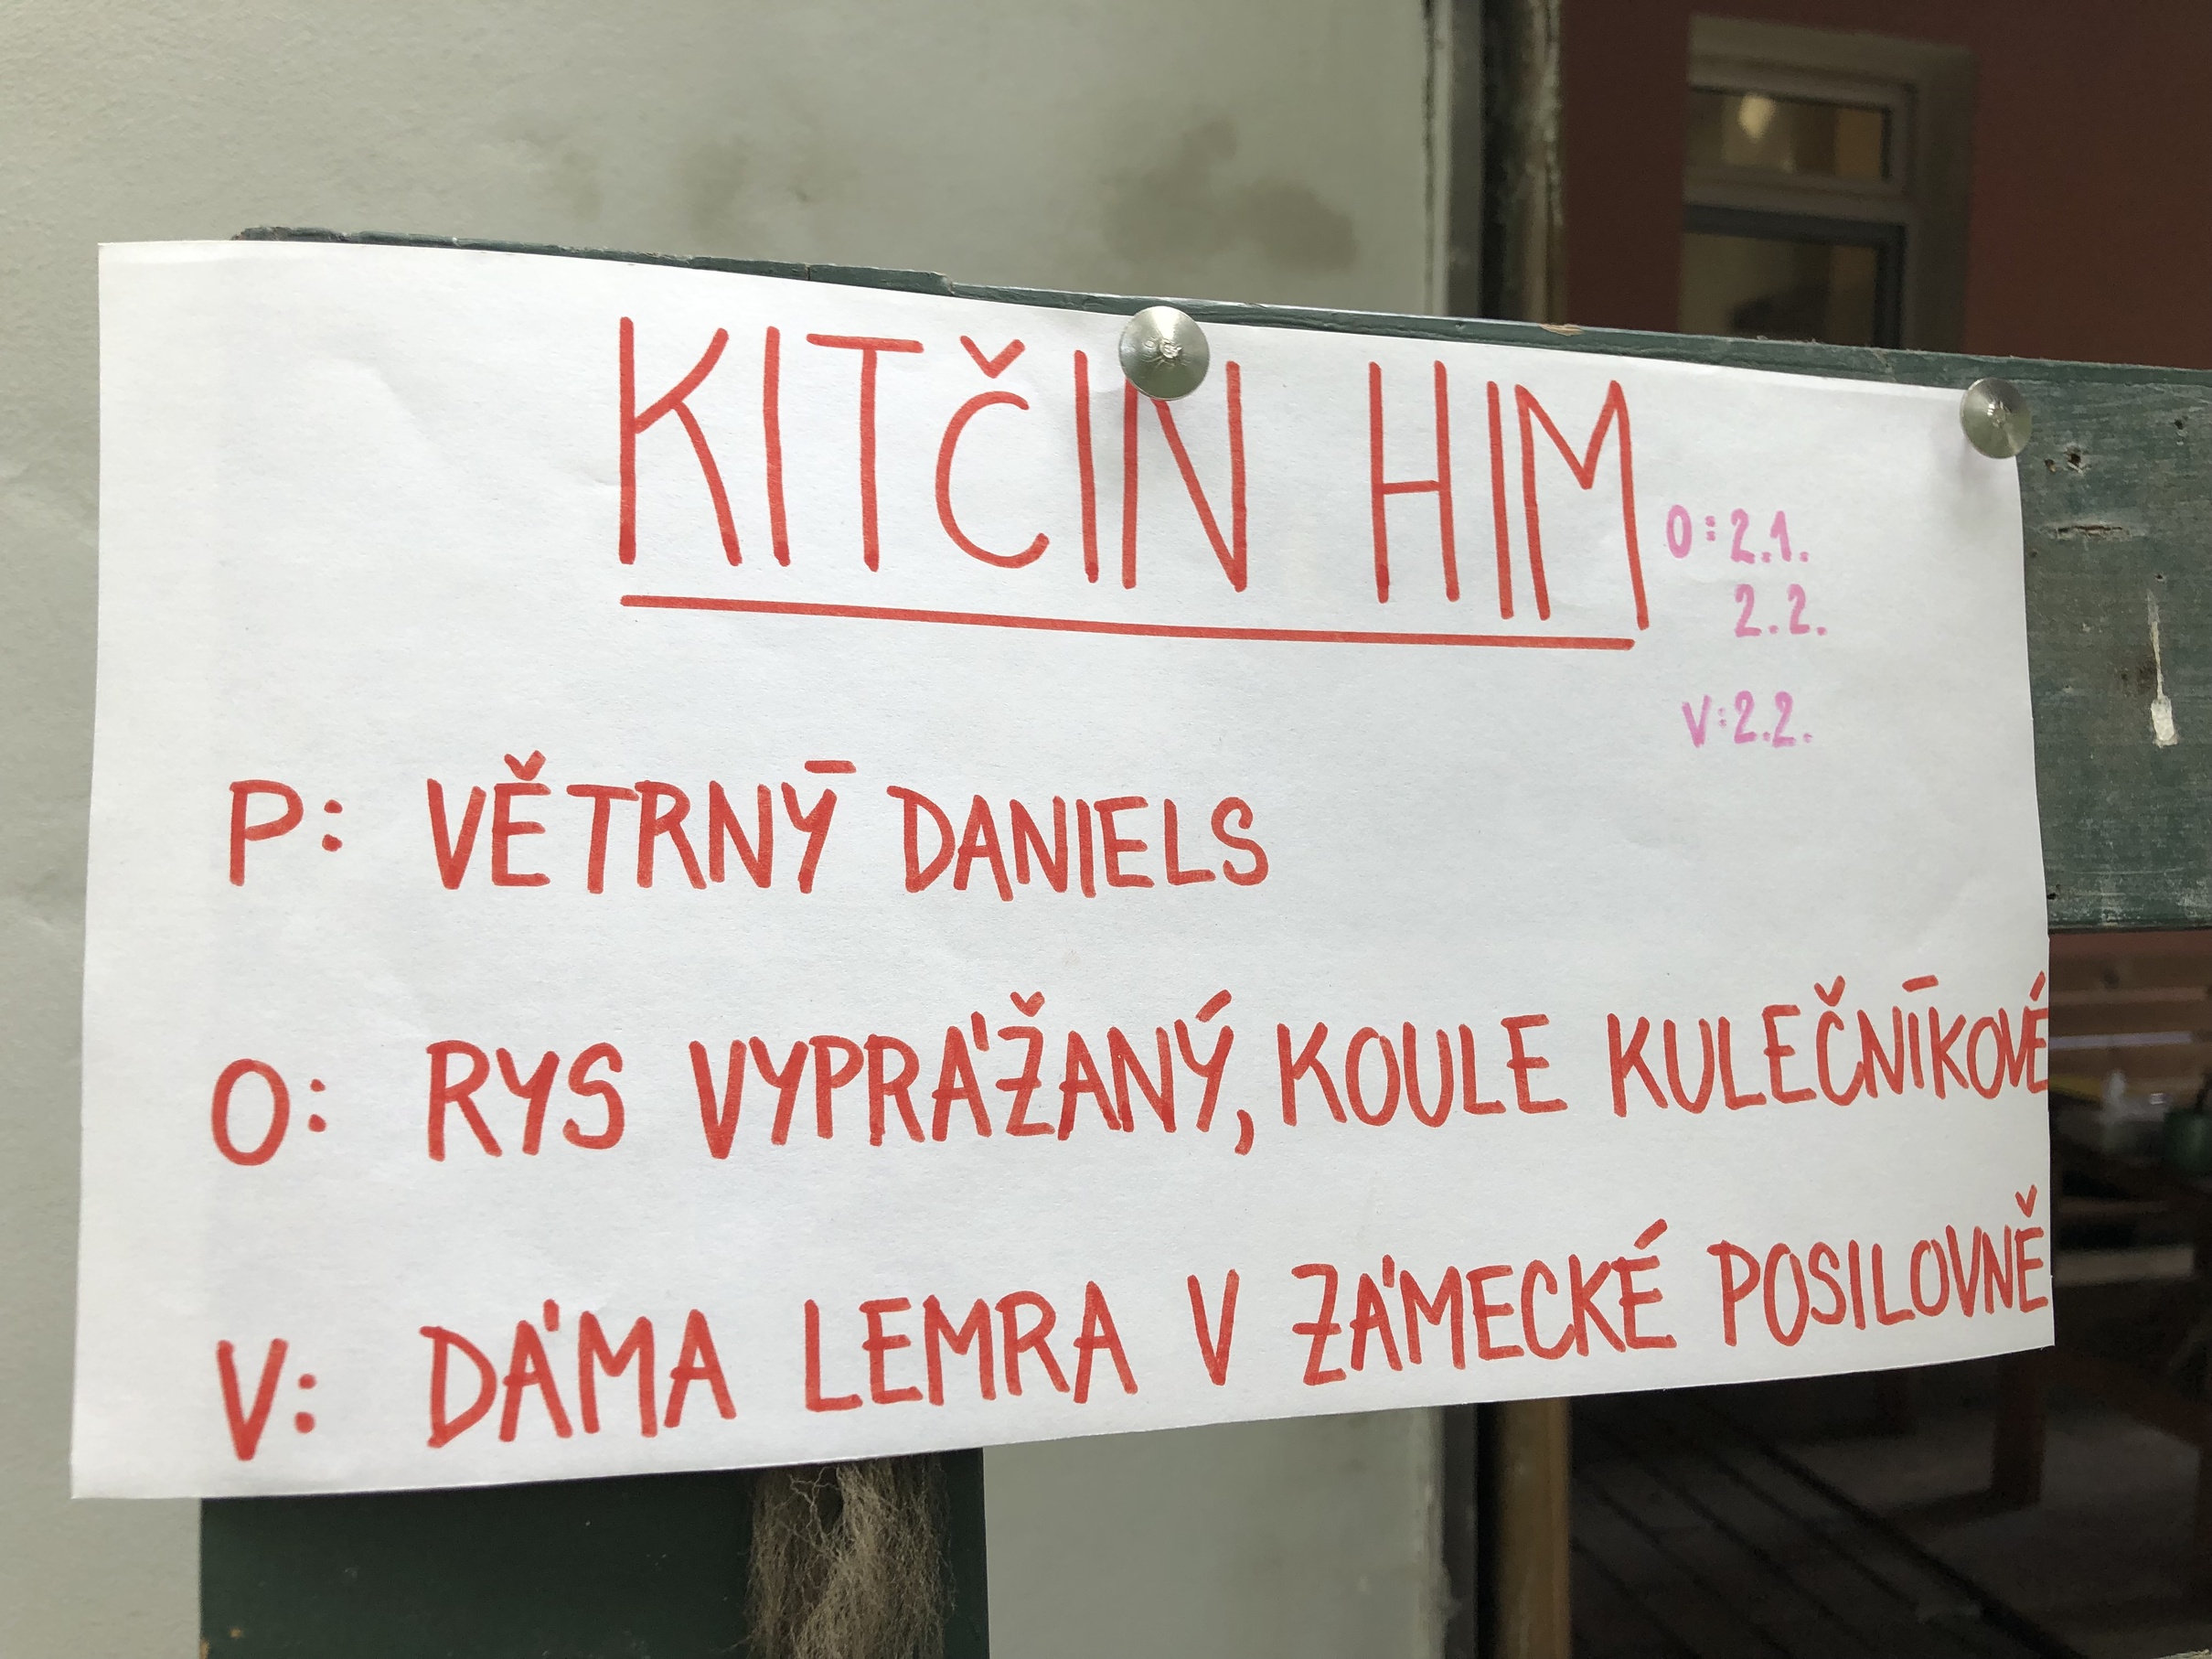 KITČIN HIM
O: 2.1.
2.2.
V: 2.2.
P: VĚTRNÝ DANIELS
O: RYS VYPRÁŽANÝ, KOULE KULEČNÍKOVÉ
V: DÁMA LEMRA V ZÁMECKÉ POSILOVNĚ